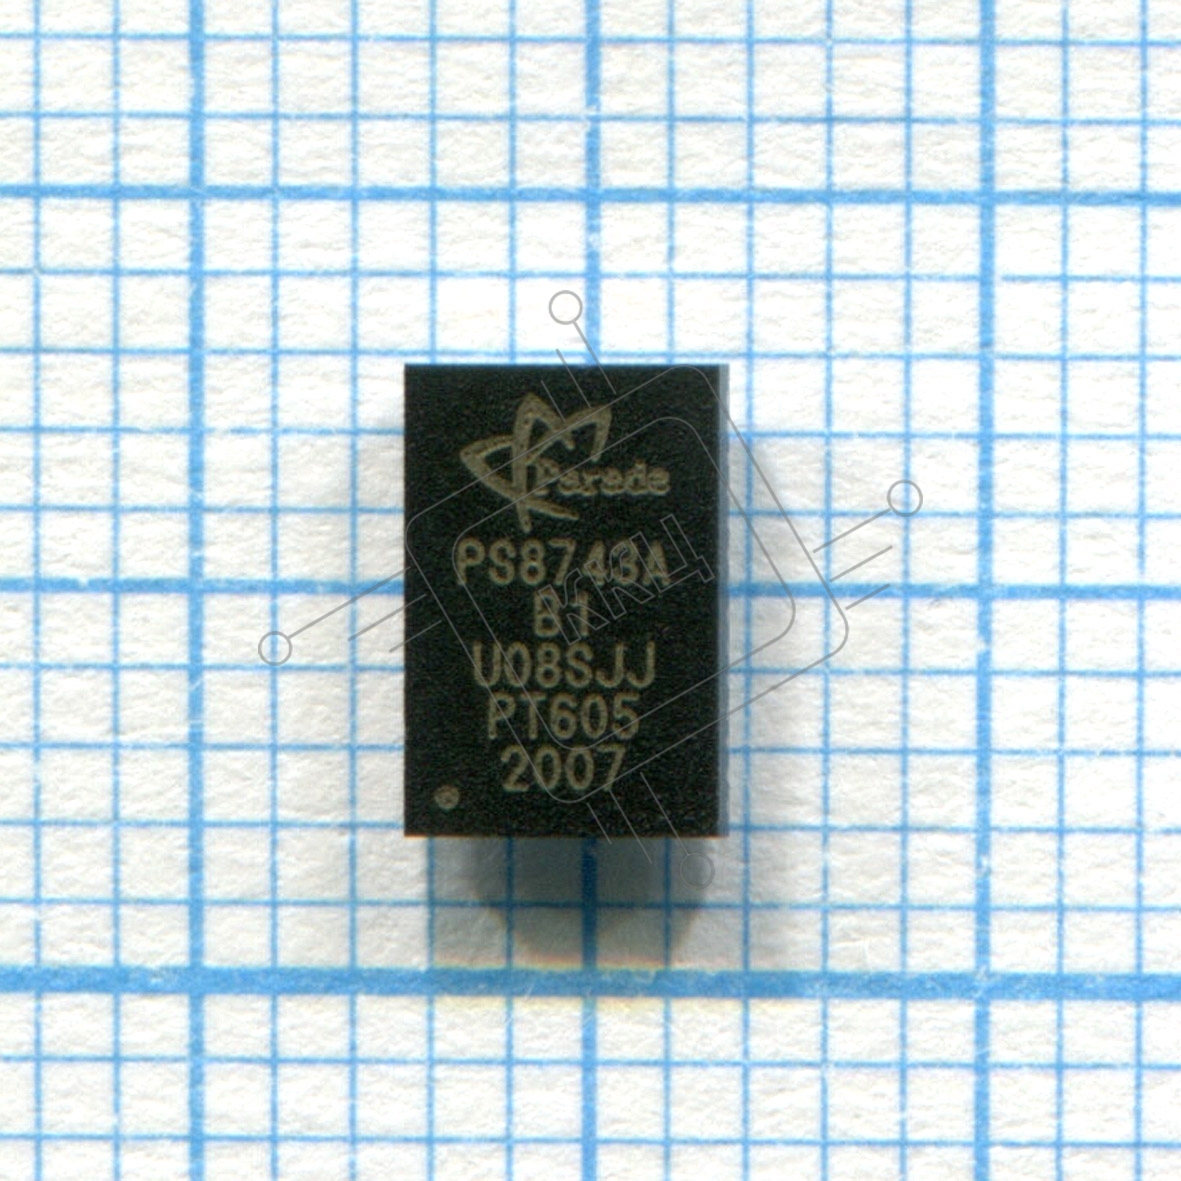 Parade
PS8743A
B1
U08SJJ
PT605
2007